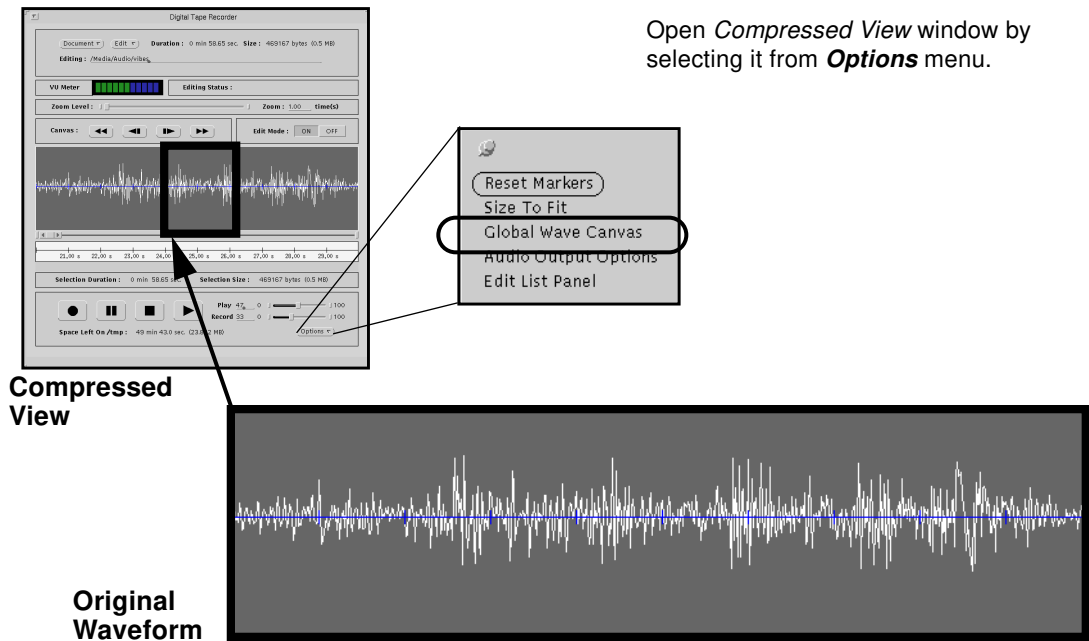 Digital Tape Recorder
Document Edit Duration : 0 min 58.65 sec. Size : 469167 bytes (0.5 MB)
Editing : /Media/Audio/vibes
VU Meter Editing Status :
Zoom Level : Zoom : 1.00 time(s)
Canvas : Edit Mode : ON OFF
21.00 s 22.00 s 23.00 s 24.00 25.00 s 26.00 s 27.00 s 28.00 s 29.00 s
Selection Duration : 0 min 58.65 Selection Size : 469167 bytes (0.5 MB)
Play 47 0 100
Record 33 0 100
Space Left On /tmp : 49 min 43.0 sec. MB) Options
Open Compressed View window by
selecting it from Options menu.
Reset Markers
Size To Fit
Global Wave Canvas
Audio Output Options
Edit List Panel
Compressed
View
Original
Waveform